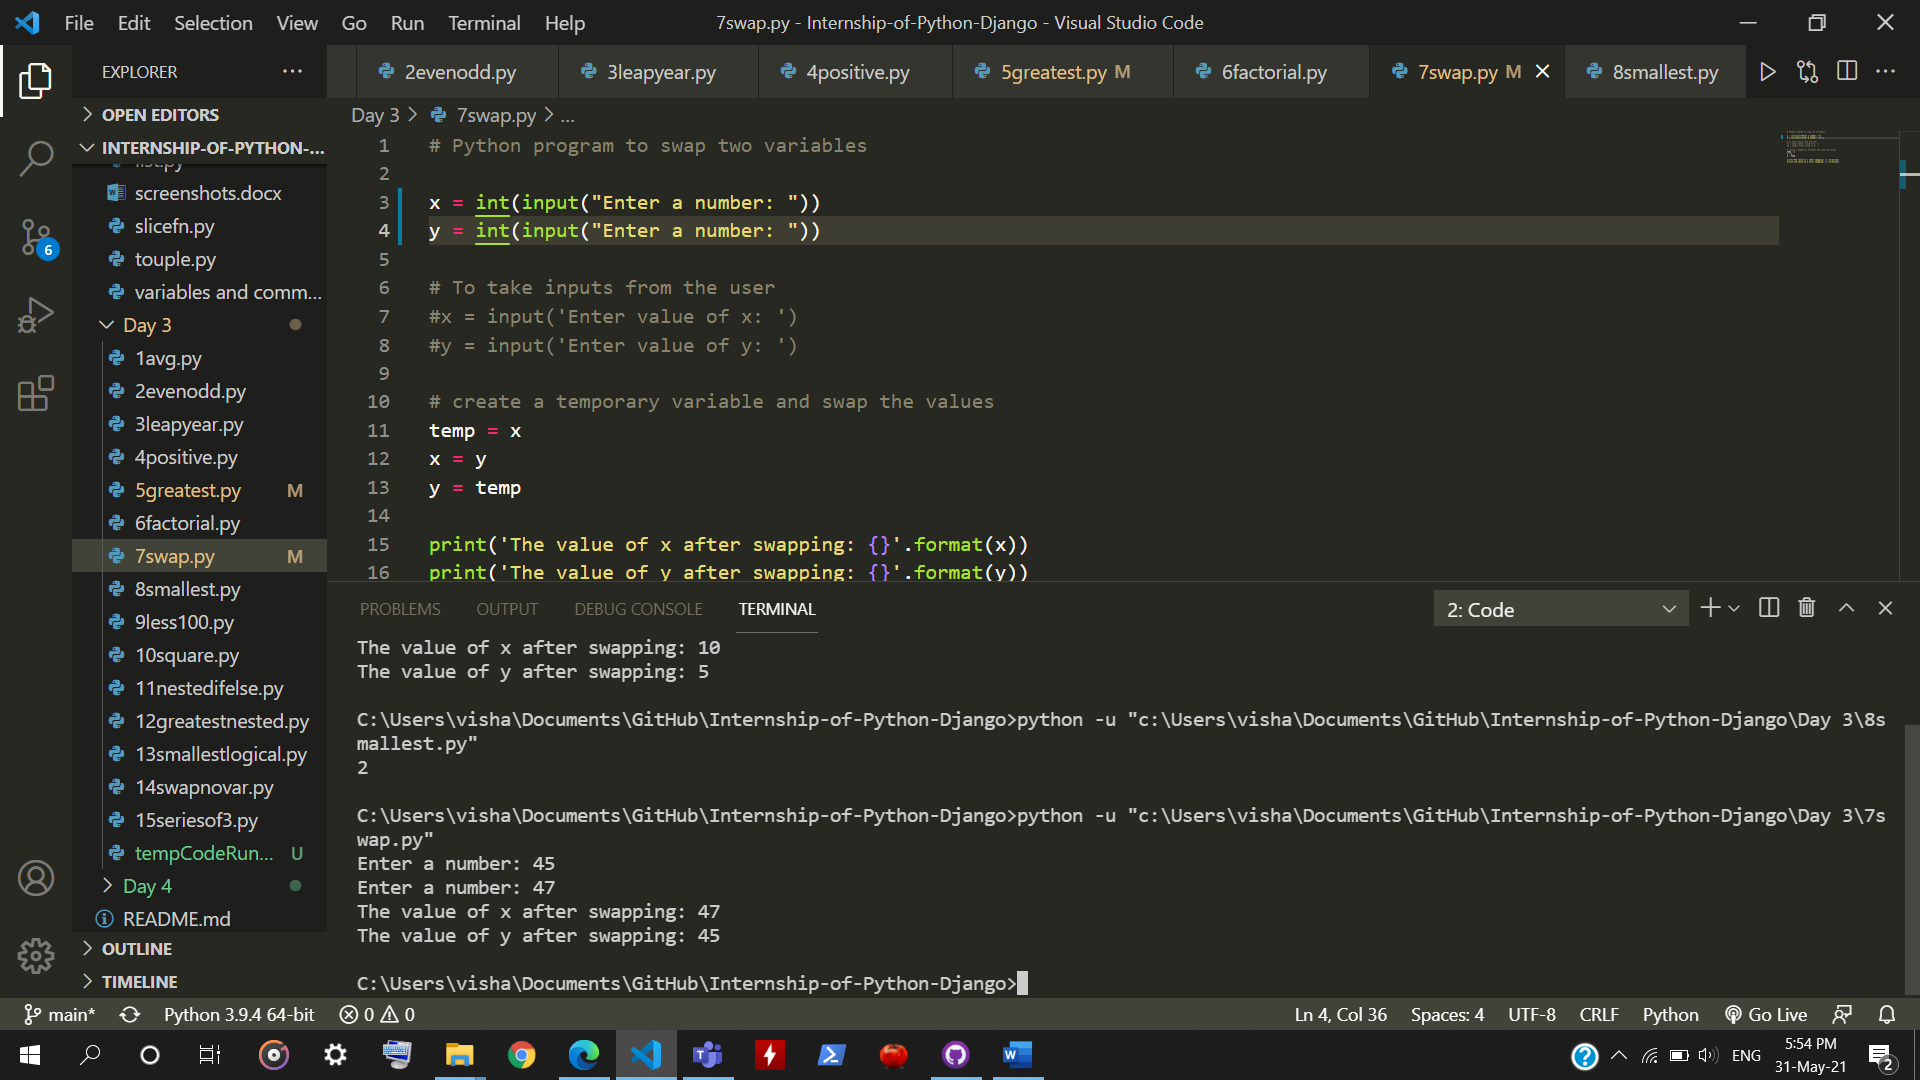 File Edit Selection View Go Run Terminal Help 7swap.py - Internship-of-Python-Django - Visual Studio Code
EXPLORER
2evenodd.py 3leapyear.py 4positive.py 5greatest.py M 6factorial.py 7swap.py M 8smallest.py
OPEN EDITORS
INTERNSHIP-OF-PYTHON-...
list.py
screenshots.docx
slicefn.py
touple.py
variables and comm...
Day 3
1avg.py
2evenodd.py
3leapyear.py
4positive.py
5greatest.py M
6factorial.py
7swap.py M
8smallest.py
9less100.py
10square.py
11nestedifelse.py
12greatestnested.py
13smallestlogical.py
14swapnovar.py
15seriesof3.py
tempCodeRun... U
Day 4
README.md
OUTLINE
TIMELINE
6
Day 3 > 7swap.py > ...
1 # Python program to swap two variables
2
3 x = int(input("Enter a number: "))
4 y = int(input("Enter a number: "))
5
6 # To take inputs from the user
7 #x = input('Enter value of x: ')
8 #y = input('Enter value of y: ')
9
10 # create a temporary variable and swap the values
11 temp = x
12 x = y
13 y = temp
14
15 print('The value of x after swapping: {}'.format(x))
16 print('The value of y after swapping: {}'.format(y))
PROBLEMS OUTPUT DEBUG CONSOLE TERMINAL 2: Code
The value of x after swapping: 10
The value of y after swapping: 5
C:\Users\visha\Documents\GitHub\Internship-of-Python-Django>python -u "c:\Users\visha\Documents\GitHub\Internship-of-Python-Django\Day 3\8s
mallest.py"
2
C:\Users\visha\Documents\GitHub\Internship-of-Python-Django>python -u "c:\Users\visha\Documents\GitHub\Internship-of-Python-Django\Day 3\7s
wap.py"
Enter a number: 45
Enter a number: 47
The value of x after swapping: 47
The value of y after swapping: 45
C:\Users\visha\Documents\GitHub\Internship-of-Python-Django>
main* Python 3.9.4 64-bit 0 0 Ln 4, Col 36 Spaces: 4 UTF-8 CRLF Python Go Live
ENG 5:54 PM
31-May-21 2